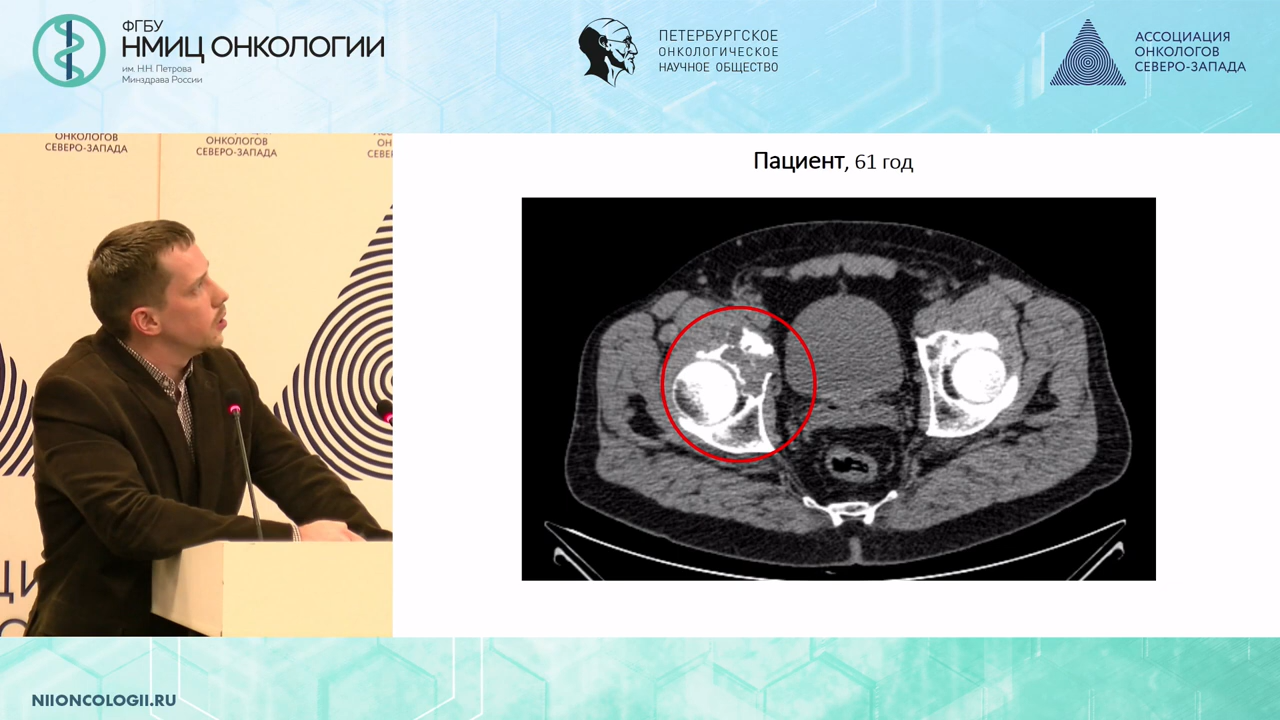 ФГБУ
НМИЦ ОНКОЛОГИИ
им. Н.Н. Петрова
Минздрава России
ПЕТЕРБУРГСКОЕ
ОНКОЛОГИЧЕСКОЕ
НАУЧНОЕ ОБЩЕСТВО
АССОЦИАЦИЯ
ОНКОЛОГОВ
СЕВЕРО-ЗАПАДА
ОНКОЛОГОВ
СЕВЕРО-ЗАПАДА
ОНКОЛОГОВ
СЕВЕРО-ЗАПАДА
Пациент, 61 год
NIIONCOLOGII.RU